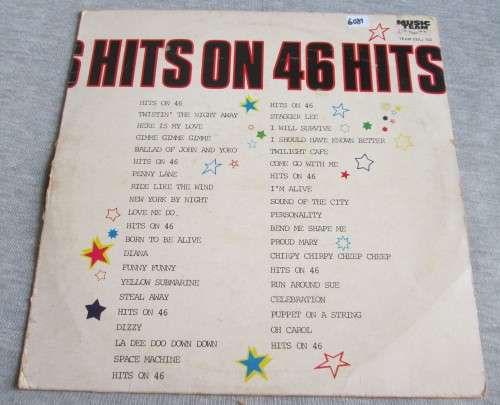 6089
MUSIC TEAM
6 HITS ON 46 HITS
HITS ON 46
TWISTIN' THE NIGHT AWAY
HERE IS MY LOVE
GIMME GIMME GIMME
BALLAD OF JOHN AND YOKO
HITS ON 46
PENNY LANE
RIDE LIKE THE WIND
NEW YORK BY NIGHT
LOVE ME DO.
HITS ON 46
BORN TO BE ALIVE
DIANA
FUNNY FUNNY
YELLOW SUBMARINE
STEAL AWAY
HITS ON 46
DIZZY
LA DEE DOO DOWN DOWN
SPACE MACHINE
HITS ON 46
HITS ON 46
STAGGER LEE
I WILL SURVIVE
I SHOULD HAVE KNOWN BETTER
TWILIGHT CAFE
COME GO WITH ME
HITS ON 46
I'M ALIVE
SOUND OF THE CITY
PERSONALITY
BEND ME SHAPE ME
PROUD MARY
CHIRPY CHIRPY CHEEP CHEEP
HITS ON 46
RUN AROUND SUE
CELEBRATION
PUPPET ON A STRING
OH CAROL
HITS ON 46